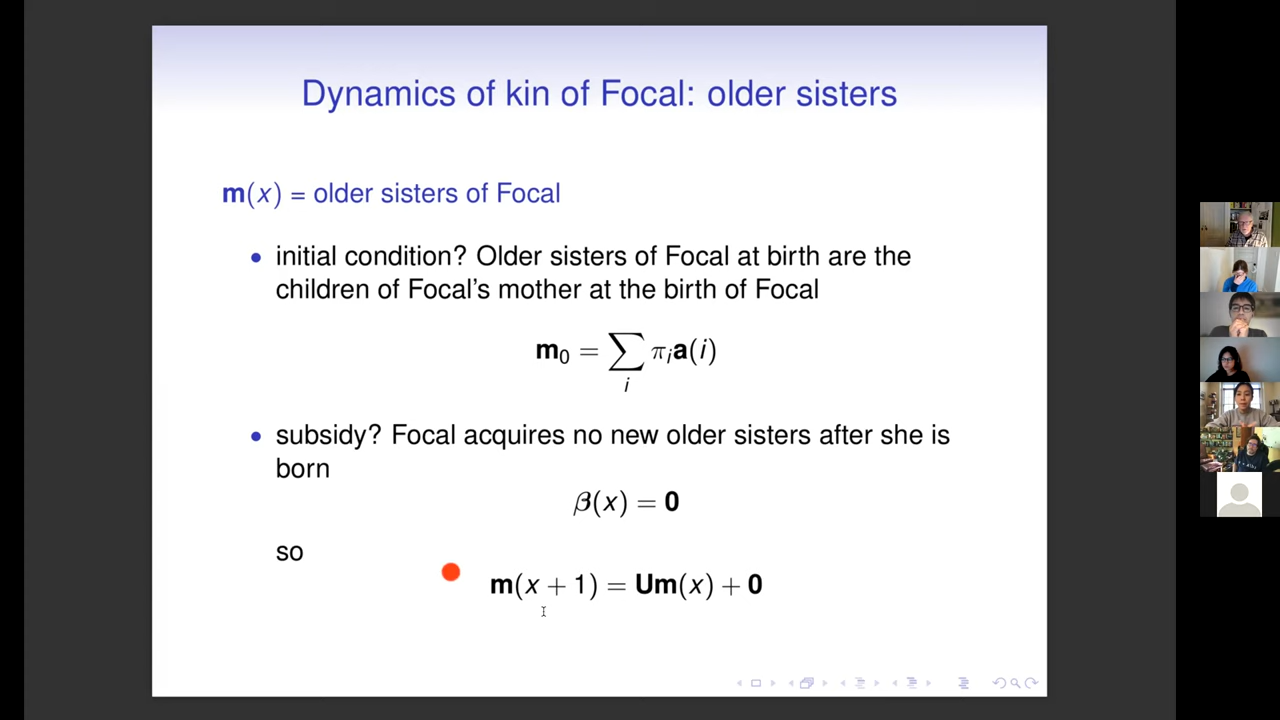 Dynamics of kin of Focal: older sisters
m(x) = older sisters of Focal
• initial condition? Older sisters of Focal at birth are the
children of Focal's mother at the birth of Focal
m₀ = ∑ᵢ πᵢa(i)
• subsidy? Focal acquires no new older sisters after she is
born
β(x) = 0
so
m(x + 1) = Um(x) + 0